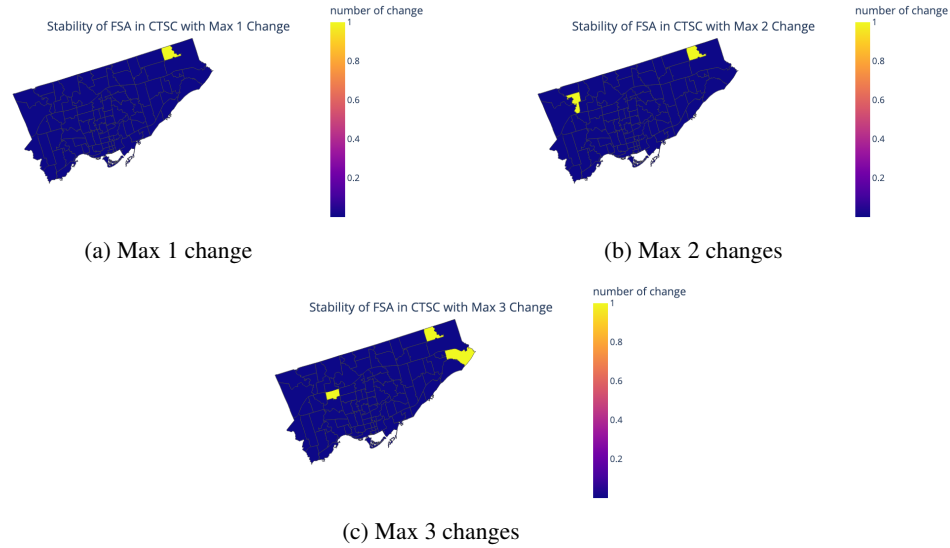 number of change
Stability of FSA in CTSC with Max 1 Change
1
0.8
0.6
0.4
0.2
(a) Max 1 change
number of change
Stability of FSA in CTSC with Max 2 Change
1
0.8
0.6
0.4
0.2
(b) Max 2 changes
number of change
Stability of FSA in CTSC with Max 3 Change
1
0.8
0.6
0.4
0.2
(c) Max 3 changes